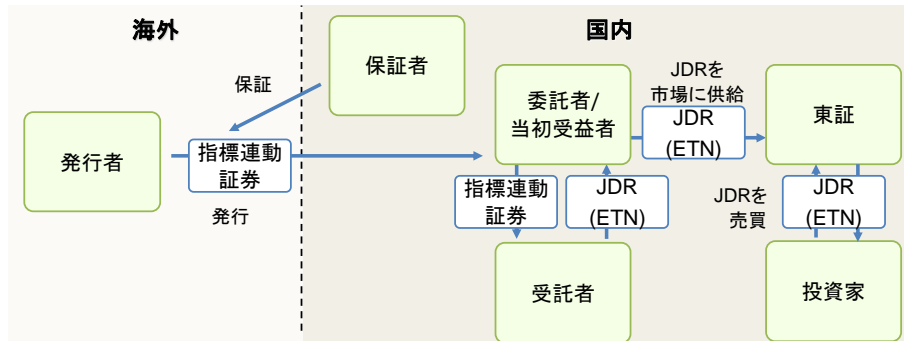 海外
国内
保証
保証者
発行者
指標連動
証券
発行
委託者/
当初受益者
JDRを
市場に供給
JDR
(ETN)
東証
指標連動
証券
JDR
(ETN)
JDRを
売買
JDR
(ETN)
受託者
投資家